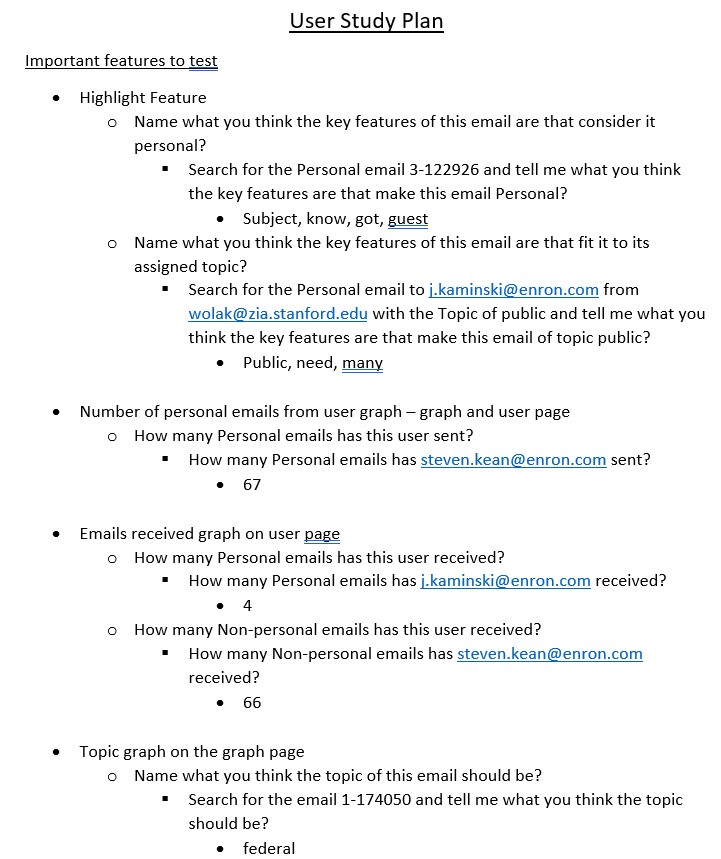 User Study Plan
Important features to test
• Highlight Feature
o Name what you think the key features of this email are that consider it
personal?
▪ Search for the Personal email 3-122926 and tell me what you think
the key features are that make this email Personal?
• Subject, know, got, guest
o Name what you think the key features of this email are that fit it to its
assigned topic?
▪ Search for the Personal email to j.kaminski@enron.com from
wolak@zia.stanford.edu with the Topic of public and tell me what you
think the key features are that make this email of topic public?
• Public, need, many
• Number of personal emails from user graph – graph and user page
o How many Personal emails has this user sent?
▪ How many Personal emails has steven.kean@enron.com sent?
• 67
• Emails received graph on user page
o How many Personal emails has this user received?
▪ How many Personal emails has j.kaminski@enron.com received?
• 4
o How many Non-personal emails has this user received?
▪ How many Non-personal emails has steven.kean@enron.com
received?
• 66
• Topic graph on the graph page
o Name what you think the topic of this email should be?
▪ Search for the email 1-174050 and tell me what you think the topic
should be?
• federal